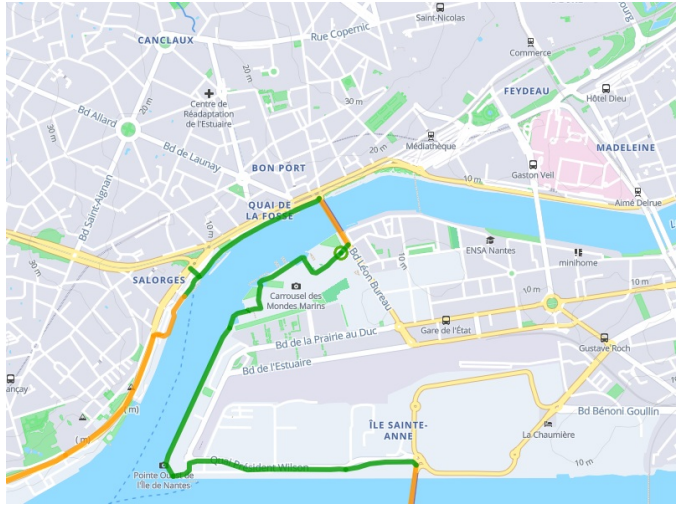 Saint-Nicolas
CANCLAUX
Rue Copernic
Commerce
20 m
Centre de
Réadaptation
de l'Estuaire
20 m
30 m
FEYDEAU
Hôtel Dieu
Bd Allard
Bd de Launay
Médiathèque
20 m
MADELEINE
30 m
BON PORT
Gaston Veil
10 m
10 m
Aimé Delrue
Bd Saint-Aignan
QUAI DE
LA FOSSE
10 m
30 m
SALORGES
Bd Léon Bureau
10 m
ENSA Nantes
minihome
Carrousel des
Mondes Marins
10 m
Gare de l'État
Bd de la Prairie au Duc
Gustave Roch
Bd de l'Estuaire
ançay
( m)
( m)
ÎLE SAINTE-
ANNE
Bd Bénoni Goullin
La Chaumière
Quai Président Wilson
10 m
Pointe Ouest de
l'Île de Nantes